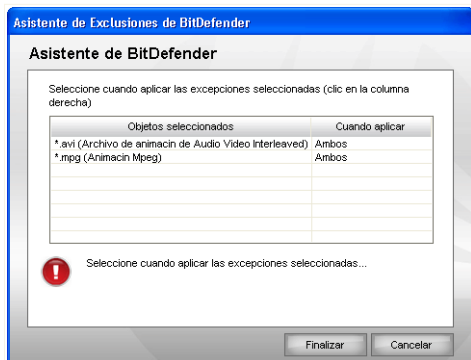 Asistente de Exclusiones de BitDefender
Asistente de BitDefender
Seleccione cuando aplicar las excepciones seleccionadas (clic en la columna
derecha)
Objetos seleccionados Cuando aplicar
*.avi (Archivo de animacin de Audio Video Interleaved) Ambos
*.mpg (Animacin Mpeg) Ambos
Seleccione cuando aplicar las excepciones seleccionadas...
Finalizar Cancelar